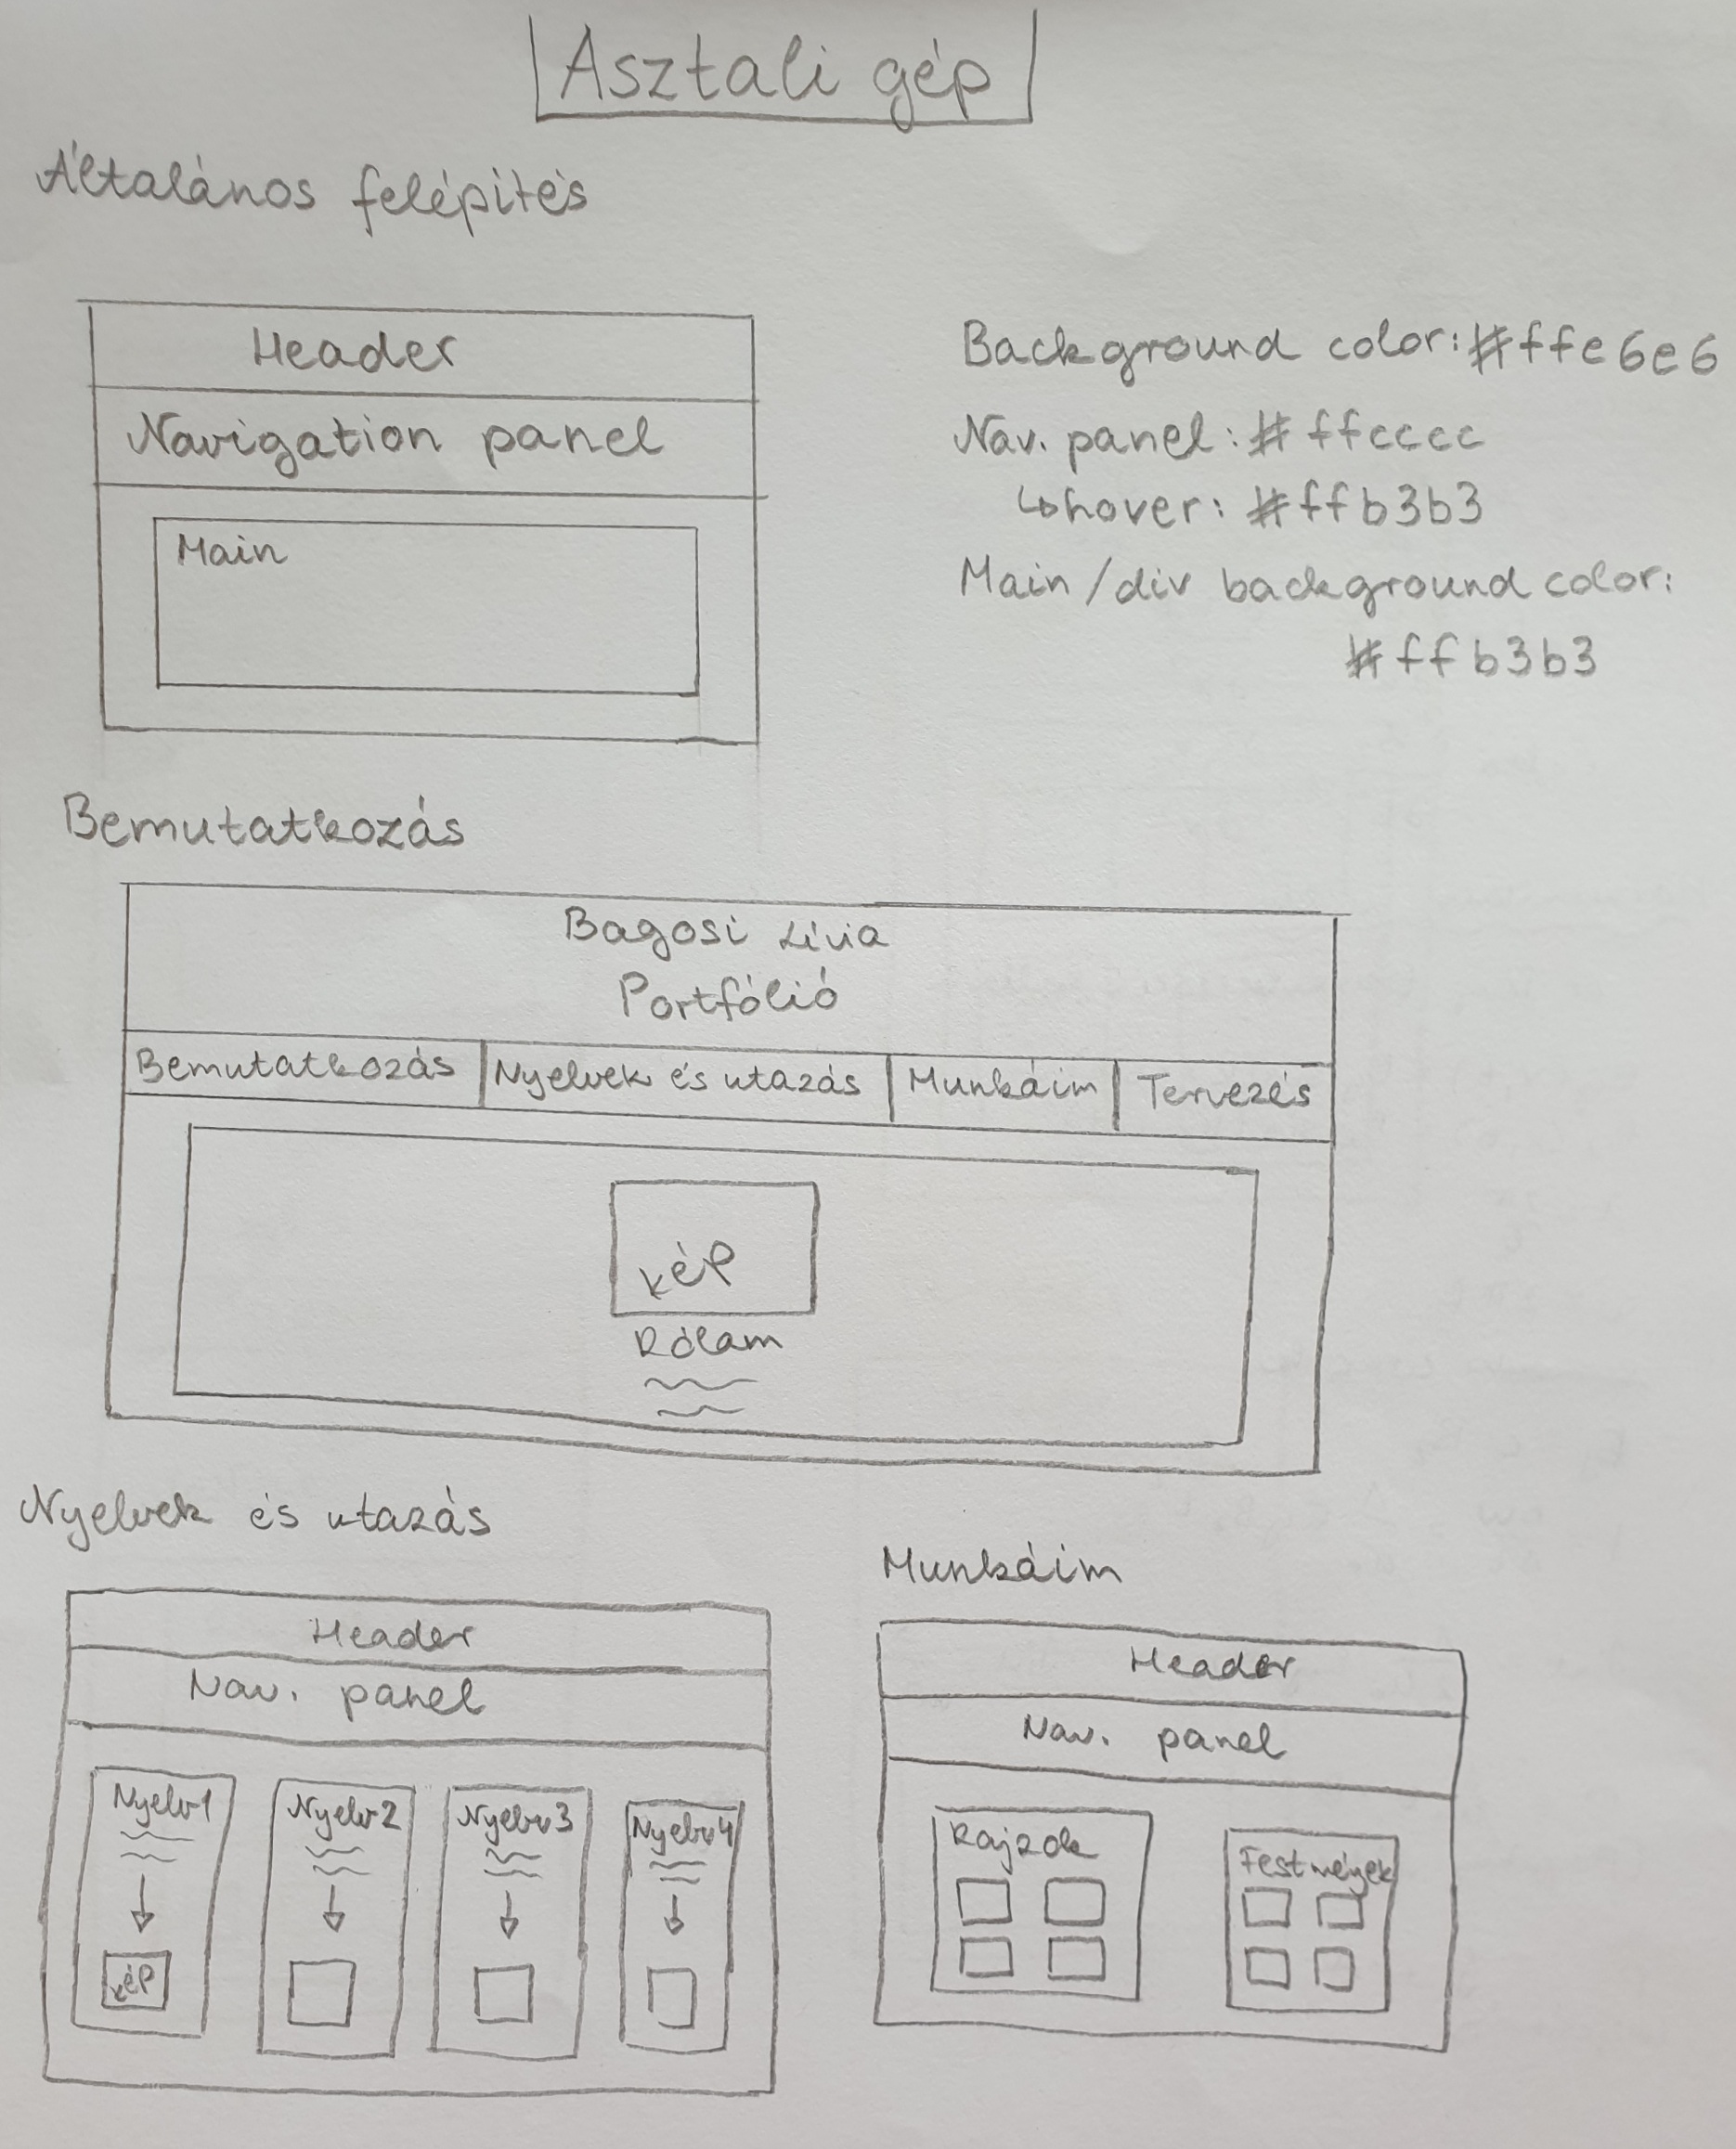 Asztali gép
Általános felépítés
Header
Navigation panel
Main
Background color: #ffe6e6
Nav. panel: #ffcccc
↳hover: #ffb3b3
Main/div background color:
#ffb3b3
Bemutatkozás
Bagosi Lívia
Portfólió
Bemutatkozás Nyelvek és utazás Munkáim Tervezés
kép
Rólam
Nyelvek és utazás
Header
Nav. panel
Nyelv1 Nyelv2 Nyelv3 Nyelv4
kép
Munkáim
Header
Nav. panel
Rajzok Festmények